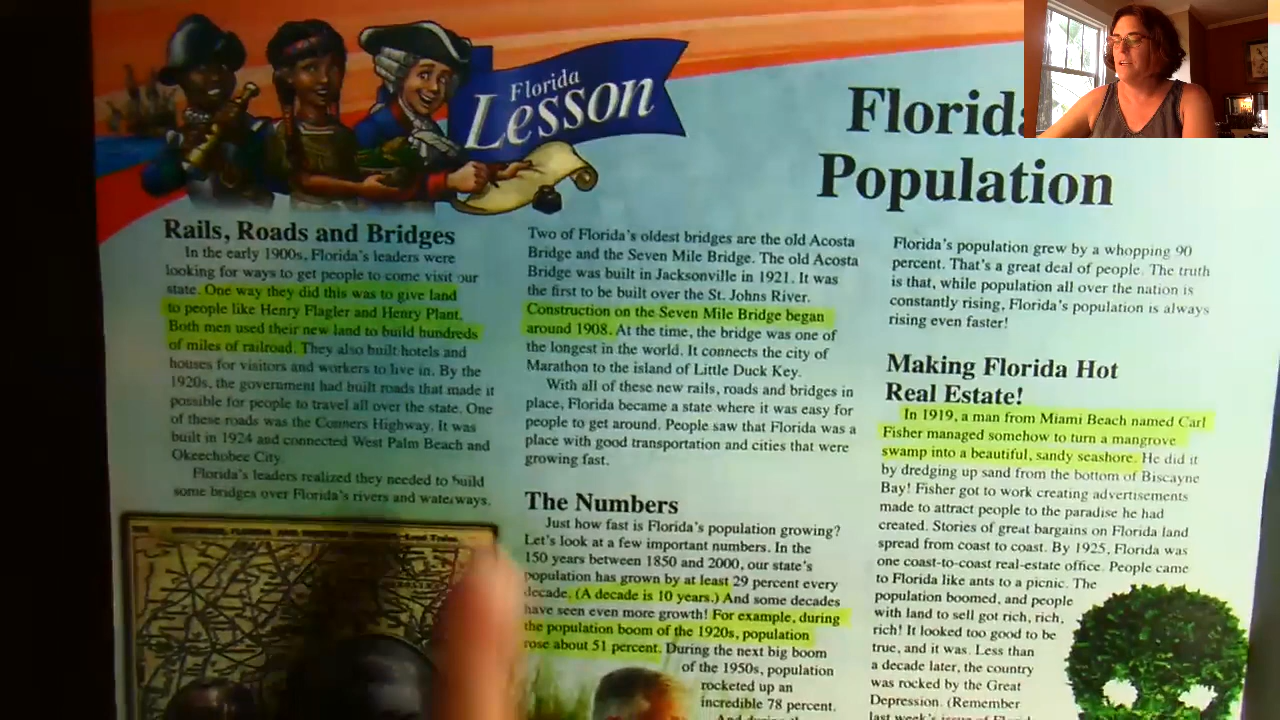 Florida
Lesson
Florid
Population
Rails, Roads and Bridges
In the early 1900s, Florida's leaders were
looking for ways to get people to come visit our
state. One way they did this was to give land
to people like Henry Flagler and Henry Plant.
Both men used their new land to build hundreds
of miles of railroad. They also built hotels and
houses for visitors and workers to live in. By the
1920s, the government had built roads that made it
possible for people to travel all over the state. One
of these roads was the Conners Highway. It was
built in 1924 and connected West Palm Beach and
Okeechobee City.
Florida's leaders realized they needed to build
some bridges over Florida's rivers and waterways.
Two of Florida's oldest bridges are the old Acosta
Bridge and the Seven Mile Bridge. The old Acosta
Bridge was built in Jacksonville in 1921. It was
the first to be built over the St. Johns River.
Construction on the Seven Mile Bridge began
around 1908. At the time, the bridge was one of
the longest in the world. It connects the city of
Marathon to the island of Little Duck Key.
With all of these new rails, roads and bridges in
place, Florida became a state where it was easy for
people to get around. People saw that Florida was a
place with good transportation and cities that were
growing fast.
The Numbers
Just how fast is Florida's population growing?
Let's look at a few important numbers. In the
150 years between 1850 and 2000, our state's
population has grown by at least 29 percent every
decade. (A decade is 10 years.) And some decades
have seen even more growth! For example, during
the population boom of the 1920s, population
rose about 51 percent. During the next big boom
of the 1950s, population
rocketed up an
incredible 78 percent.
And during the
Florida's population grew by a whopping 90
percent. That's a great deal of people. The truth
is that, while population all over the nation is
constantly rising, Florida's population is always
rising even faster!
Making Florida Hot
Real Estate!
In 1919, a man from Miami Beach named Carl
Fisher managed somehow to turn a mangrove
swamp into a beautiful, sandy seashore. He did it
by dredging up sand from the bottom of Biscayne
Bay! Fisher got to work creating advertisements
made to attract people to the paradise he had
created. Stories of great bargains on Florida land
spread from coast to coast. By 1925, Florida was
one coast-to-coast real-estate office. People came
to Florida like ants to a picnic. The
population boomed, and people
with land to sell got rich, rich,
rich! It looked too good to be
true, and it was. Less than
a decade later, the country
was rocked by the Great
Depression. (Remember
last week's issue of